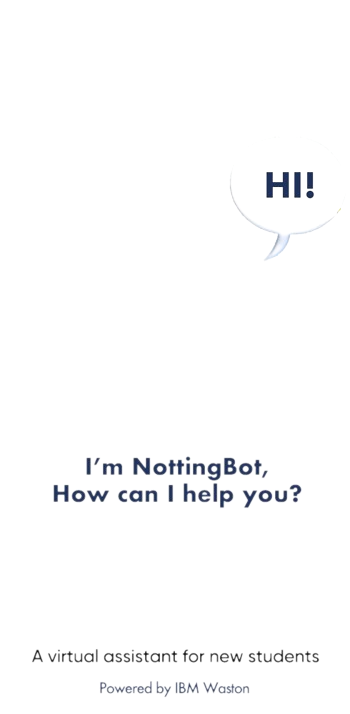 HI!
I'm NottingBot,
How can I help you?
A virtual assistant for new students
Powered by IBM Waston